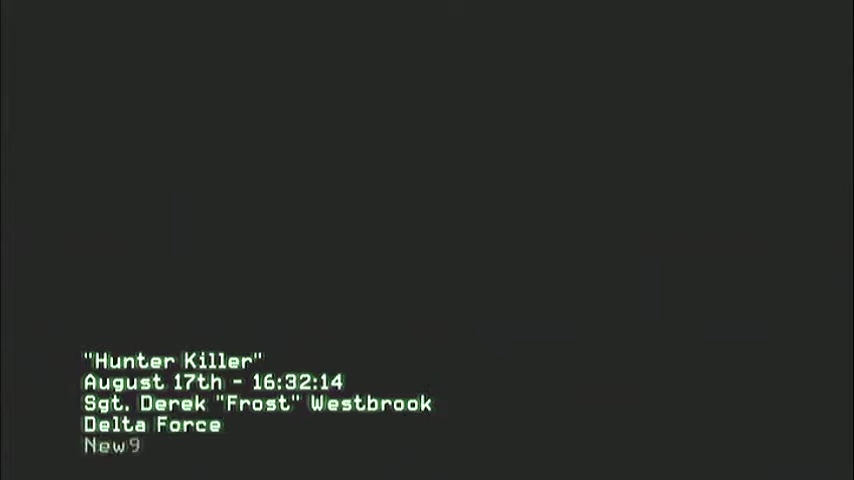 "Hunter Killer"
August 17th - 16:32:14
Sgt. Derek "Frost" Westbrook
Delta Force
New9